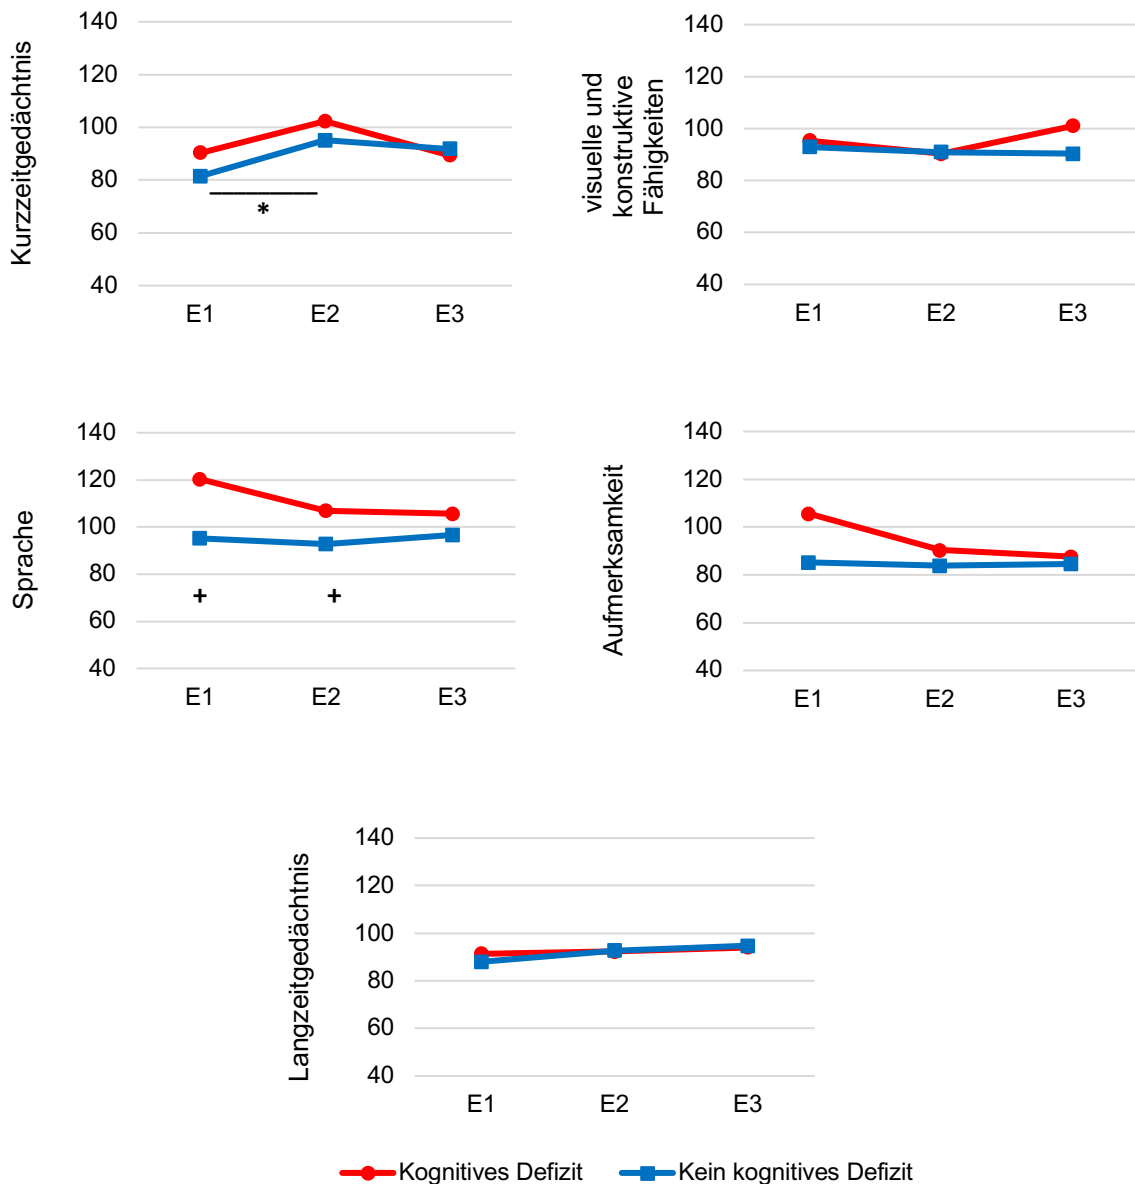 Kurzzeitgedächtnis
140
120
100
80
60
40
*
E1 E2 E3
visuelle und
konstruktive
Fähigkeiten
140
120
100
80
60
40
E1 E2 E3
Sprache
140
120
100
80
60
40
+ +
E1 E2 E3
Aufmerksamkeit
140
120
100
80
60
40
E1 E2 E3
Langzeitgedächtnis
140
120
100
80
60
40
E1 E2 E3
Kognitives Defizit Kein kognitives Defizit